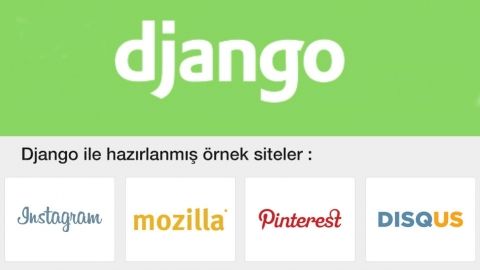 django
Django ile hazırlanmış örnek siteler :
Instagram mozilla Pinterest DISQUS